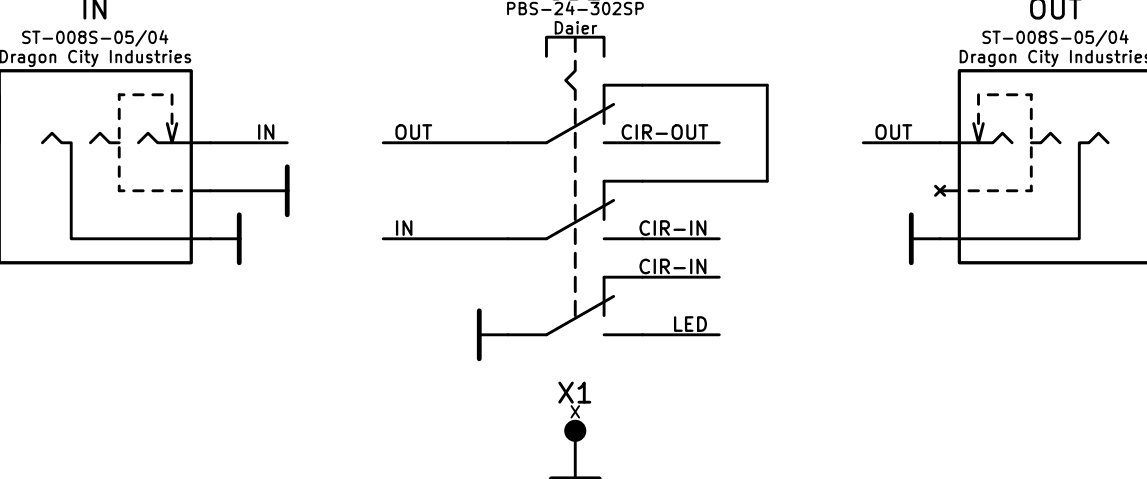 IN
ST-008S-05/04
Dragon City Industries
IN
PBS-24-302SP
Daier
OUT
CIR-OUT
IN
CIR-IN
CIR-IN
LED
X1
X
OUT
ST-008S-05/04
Dragon City Industries
OUT